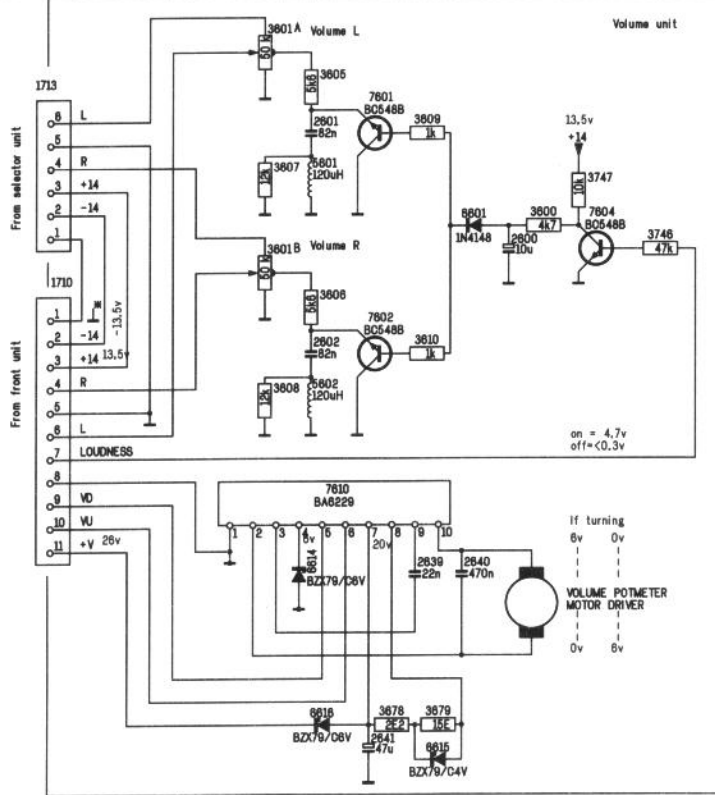 Volume unit
3601A
Volume L
50 k
3605
5k6
1713
6 L
5
4 R
3 +14
2 -14
1
From selector unit
2601
82n
3607
12k
5601
120uH
7601
BC548B
3609
1k
13,5v
+14
3747
10k
7604
BC548B
6601
1N4148
3600
4k7
2600
10u
3746
47k
3601B
Volume R
50 k
3606
5k6
2602
82n
3608
12k
5602
120uH
7602
BC548B
3610
1k
1710
1
2 -14
3 +14
4 R
5
6 L
7 LOUDNESS
8
9 VD
10 VU
11 +V 26v
From front unit
*
-13,5v
13,5
on = 4.7v
off=<0.3v
7610
BA6229
1 2 3 4 5 6 7 8 9 10
6v
20v
6614
BZX79/C6V
2639
22n
2640
470n
If turning
6v 0v
VOLUME POTMETER
MOTOR DRIVER
0v 6v
6616
BZX79/C6V
3678
2E2
3679
15E
2641
47u
6615
BZX79/C4V